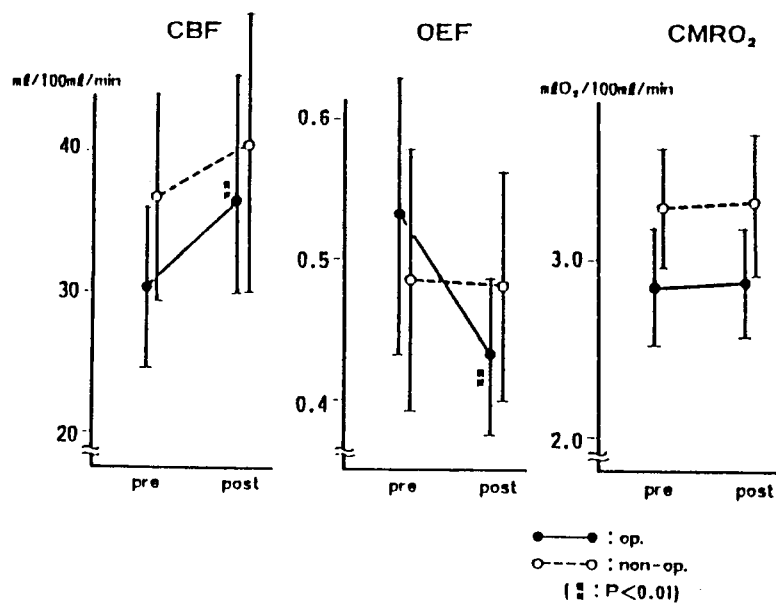 CBF
mℓ/100mℓ/min
40
30
20
pre post
OEF
0.6
0.5
0.4
pre post
CMRO₂
mℓO₂/100mℓ/min
3.0
2.0
pre post
: op.
: non-op.
( ⁑ : P<0.01)